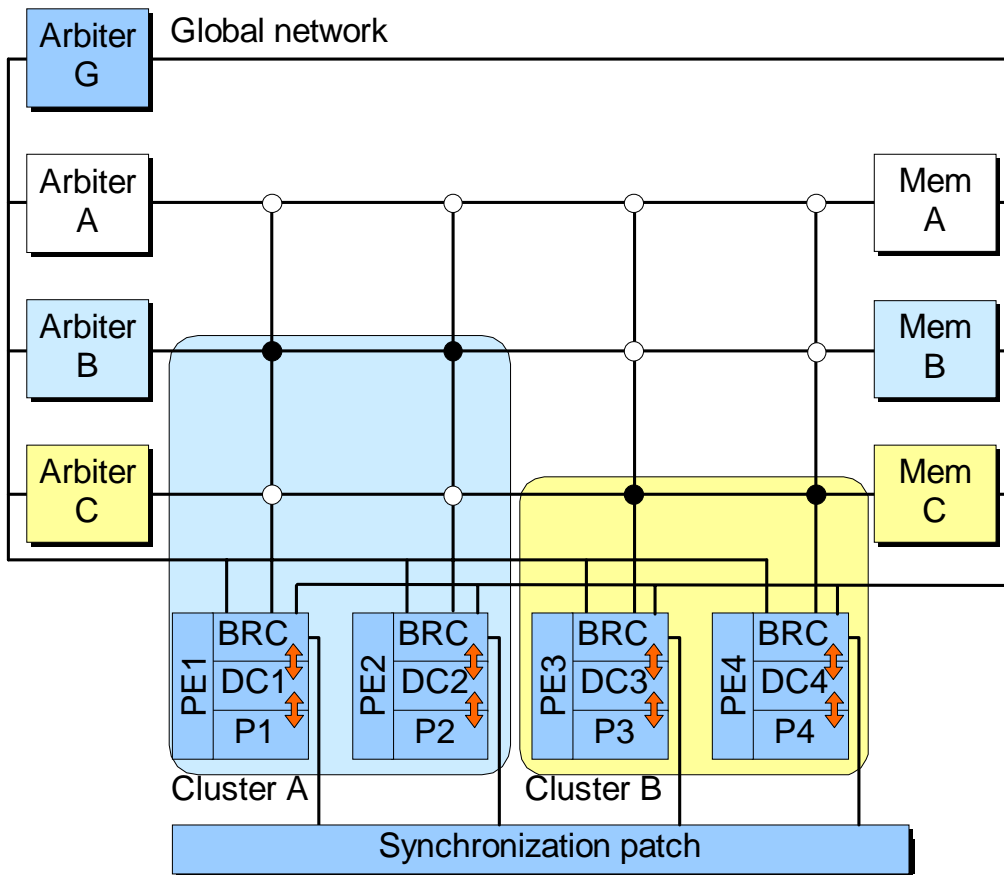 Arbiter
G
Global network
Arbiter
A
Mem
A
Arbiter
B
Mem
B
Arbiter
C
Mem
C
PE1
BRC
DC1
P1
PE2
BRC
DC2
P2
PE3
BRC
DC3
P3
PE4
BRC
DC4
P4
Cluster A
Cluster B
Synchronization patch